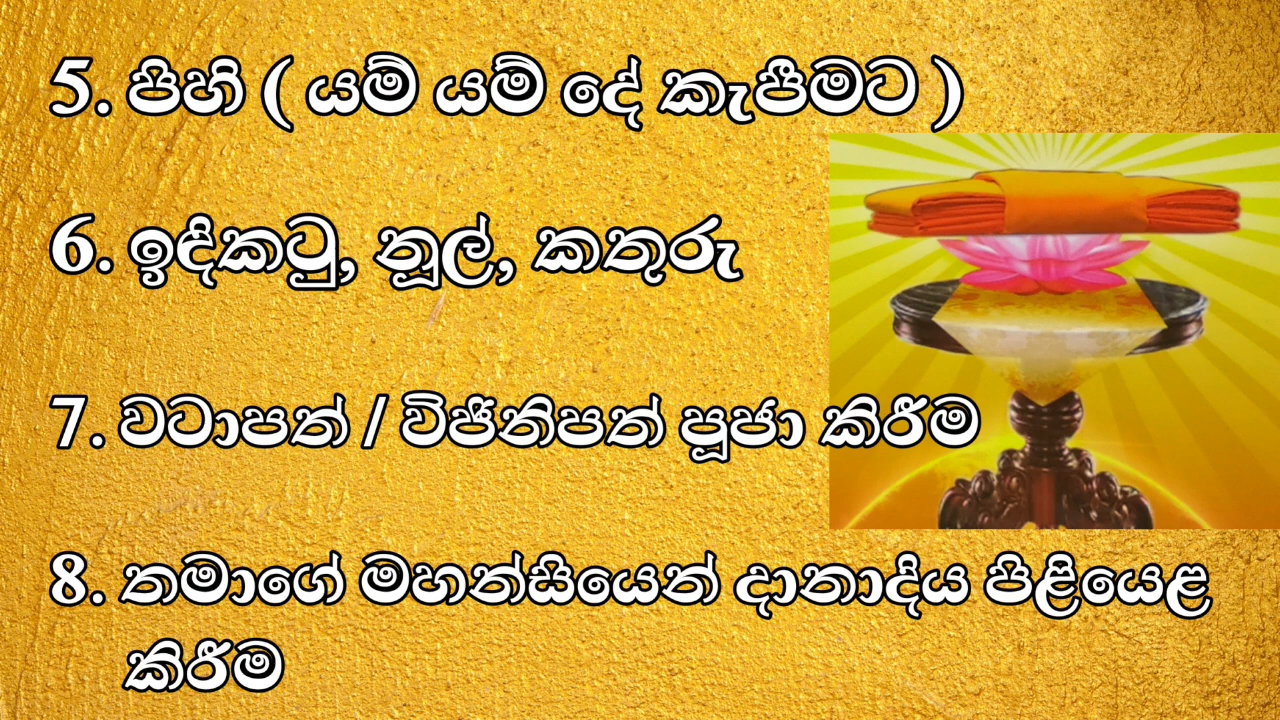 5. පිහි ( යම් යම් දේ කැපීමට )
6. ඉඳිකටු, නූල්, කතුරු
7. වටාපත් / විජිනිපත් පූජා කිරීම
8. තමාගේ මහන්සියෙන් දානාදිය පිළියෙළ
කිරීම